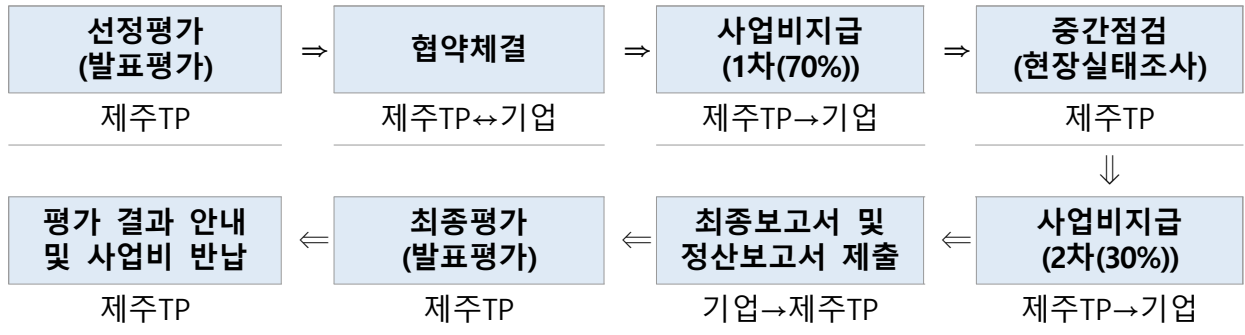 선정평가
(발표평가)
⇒
협약체결
⇒
사업비지급
(1차(70%))
⇒
중간점검
(현장실태조사)
제주TP
제주TP↔기업
제주TP→기업
제주TP
⇓
평가 결과 안내
및 사업비 반납
⇐
최종평가
(발표평가)
⇐
최종보고서 및
정산보고서 제출
⇐
사업비지급
(2차(30%))
제주TP
제주TP
기업→제주TP
제주TP→기업